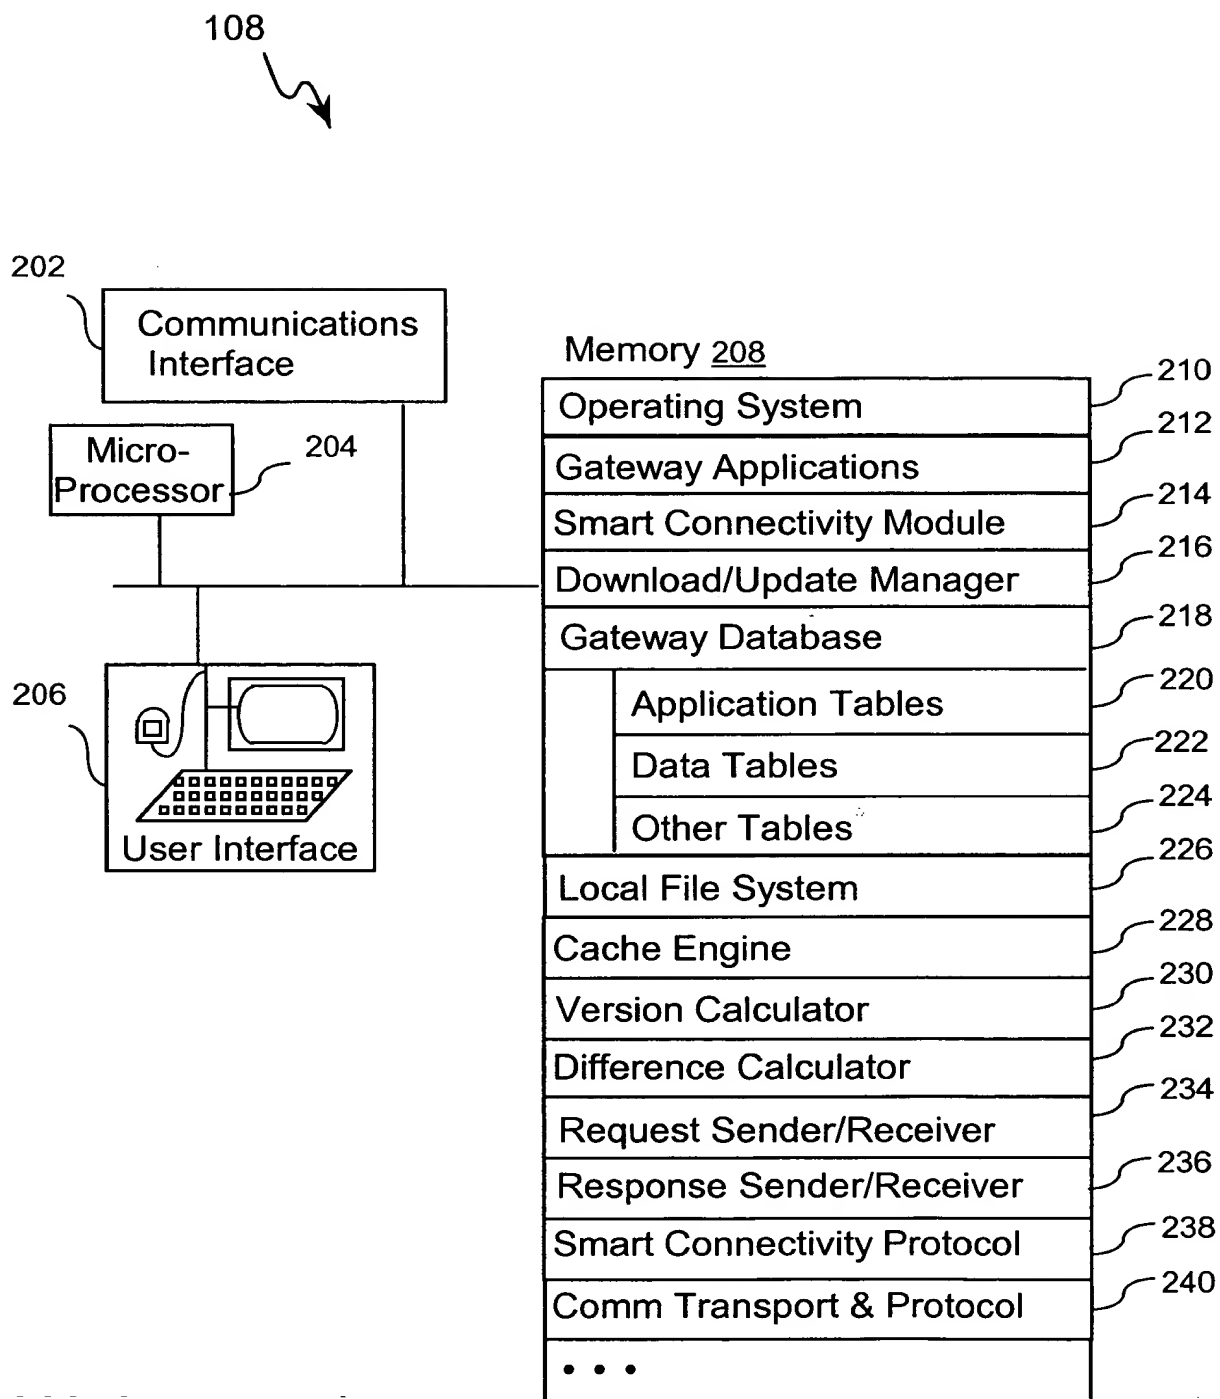 108
202
Communications
Interface
Micro-
Processor
204
206
User Interface
Memory 208
Operating System 210
Gateway Applications 212
Smart Connectivity Module 214
Download/Update Manager 216
Gateway Database 218
Application Tables 220
Data Tables 222
Other Tables 224
Local File System 226
Cache Engine 228
Version Calculator 230
Difference Calculator 232
Request Sender/Receiver 234
Response Sender/Receiver 236
Smart Connectivity Protocol 238
Comm Transport & Protocol 240
• • •